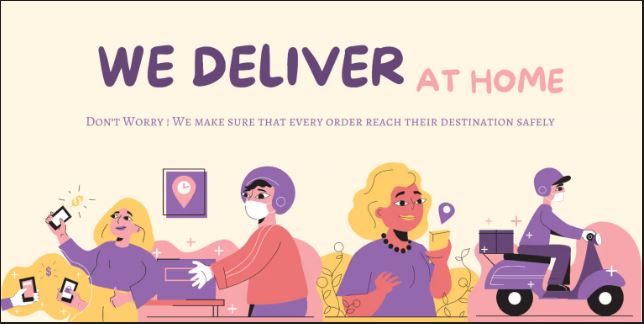 WE DELIVER AT HOME
DON'T WORRY ! WE MAKE SURE THAT EVERY ORDER REACH THEIR DESTINATION SAFELY
$
$